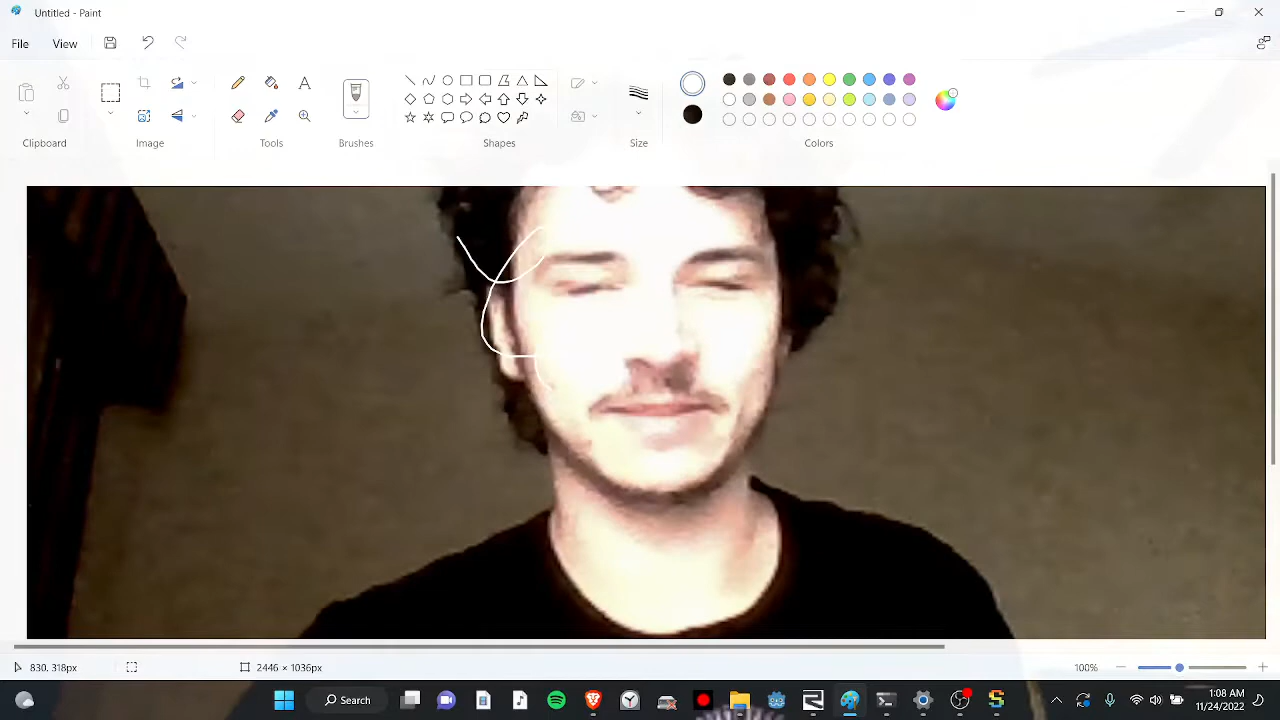 Untitled - Paint
File View
Clipboard Image Tools Brushes Shapes Size Colors
830, 318px 2446 × 1036px 100%
Search
1:08 AM
11/24/2022